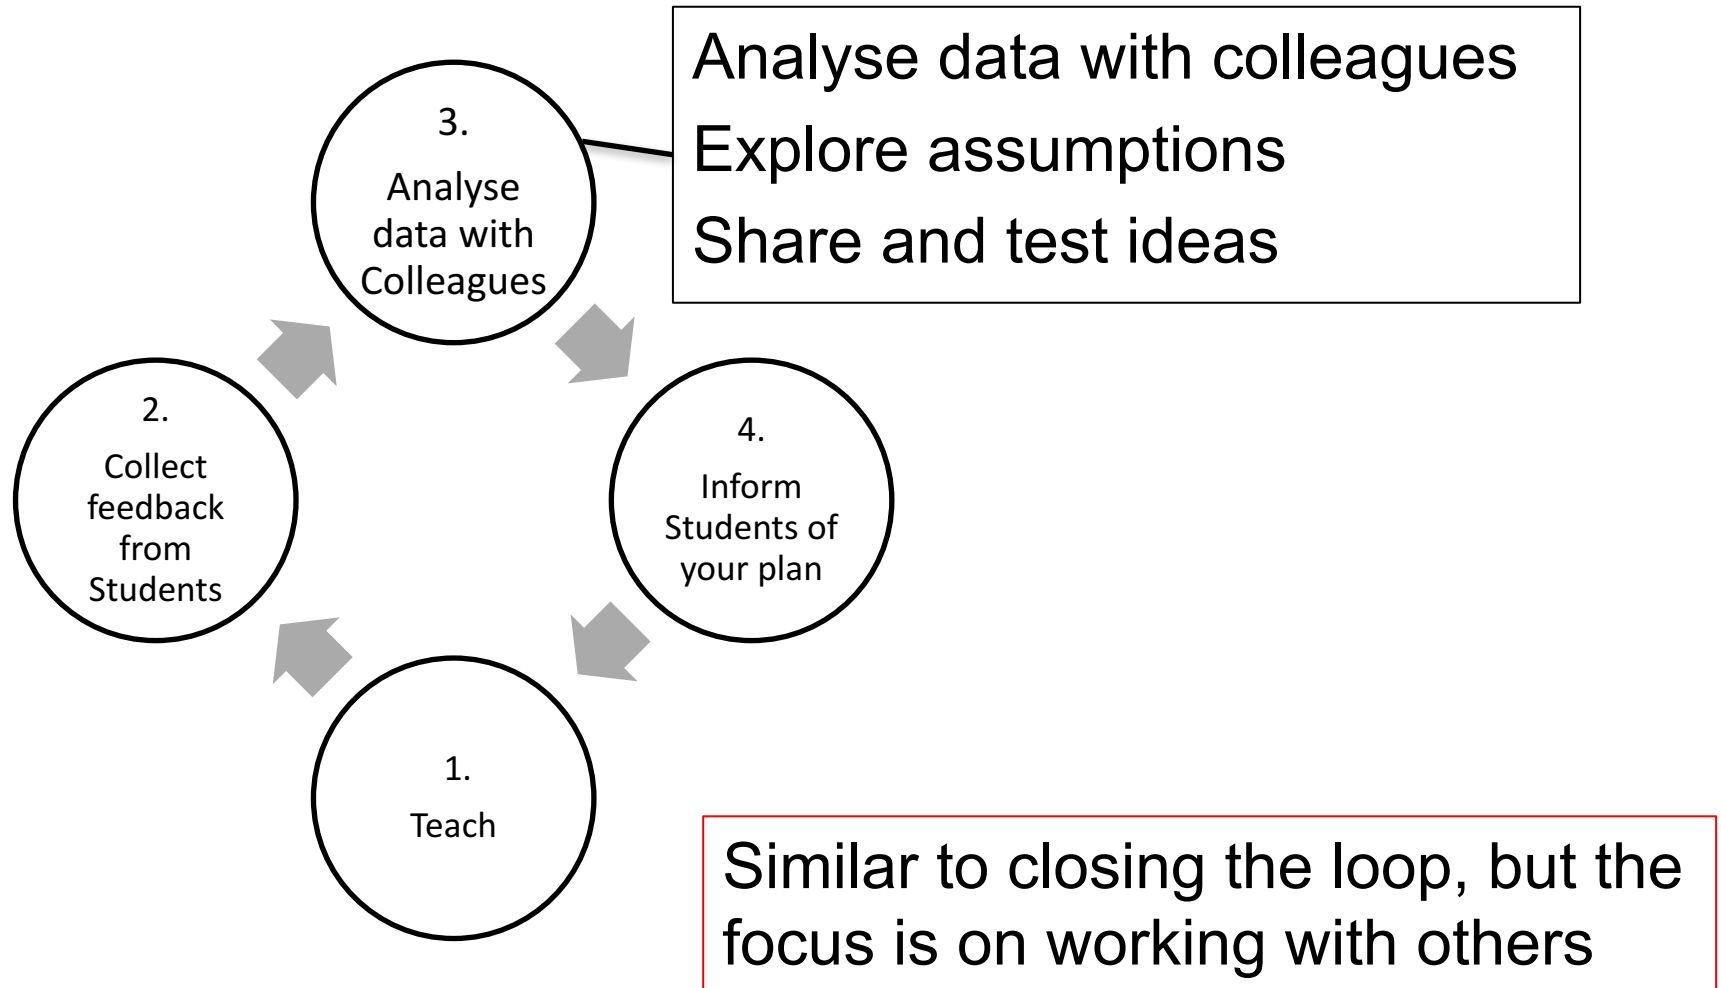 3.
Analyse
data with
Colleagues
Analyse data with colleagues
Explore assumptions
Share and test ideas
2.
Collect
feedback
from
Students
4.
Inform
Students of
your plan
1.
Teach
Similar to closing the loop, but the
focus is on working with others